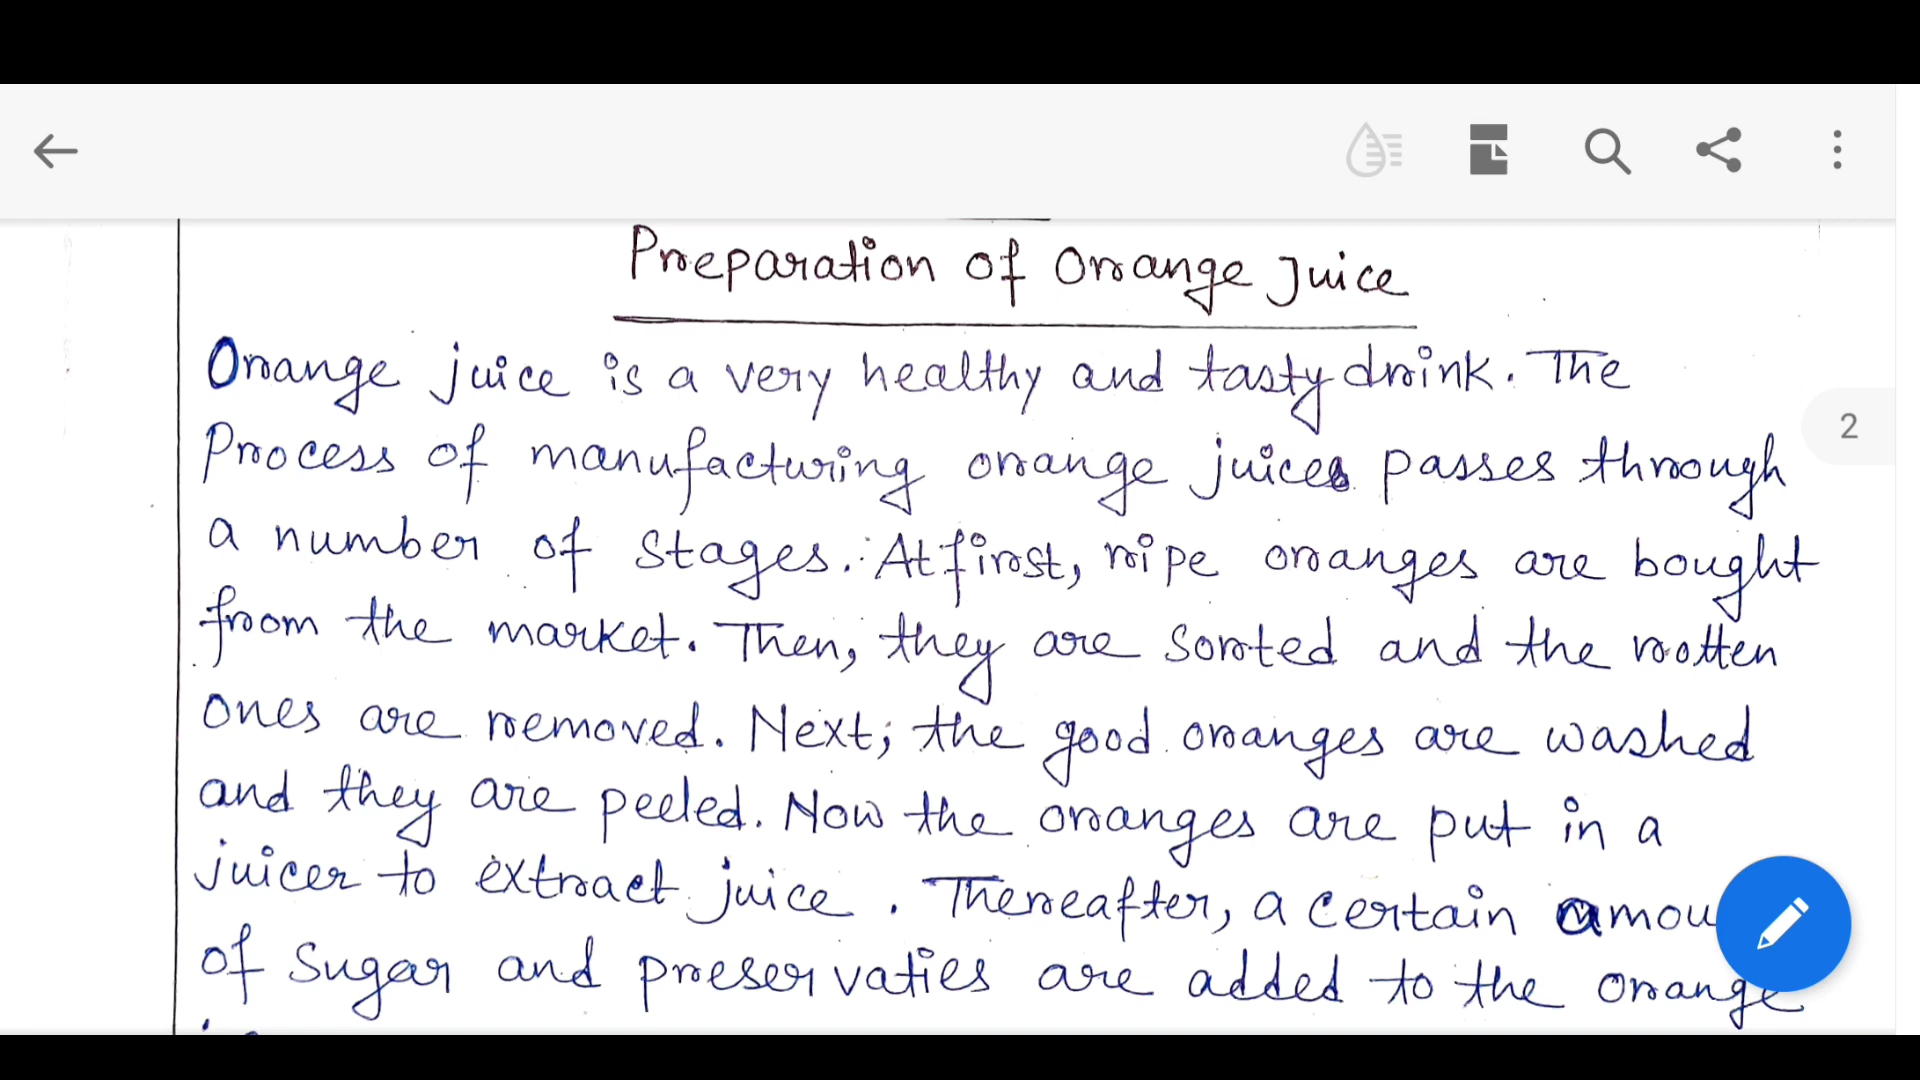 Preparation of Orange Juice
Orange juice is a very healthy and tasty drink. The
2
Process of manufacturing orange juices passes through
a number of stages. At first, ripe oranges are bought
from the market. Then, they are sorted and the rotten
ones are removed. Next, the good oranges are washed
and they are peeled. Now the oranges are put in a
juicer to extract juice. Thereafter, a certain amou
of sugar and preservaties are added to the orange